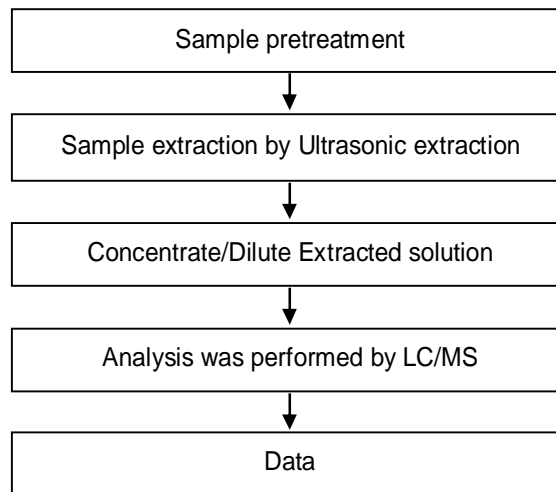 Sample pretreatment
Sample extraction by Ultrasonic extraction
Concentrate/Dilute Extracted solution
Analysis was performed by LC/MS
Data